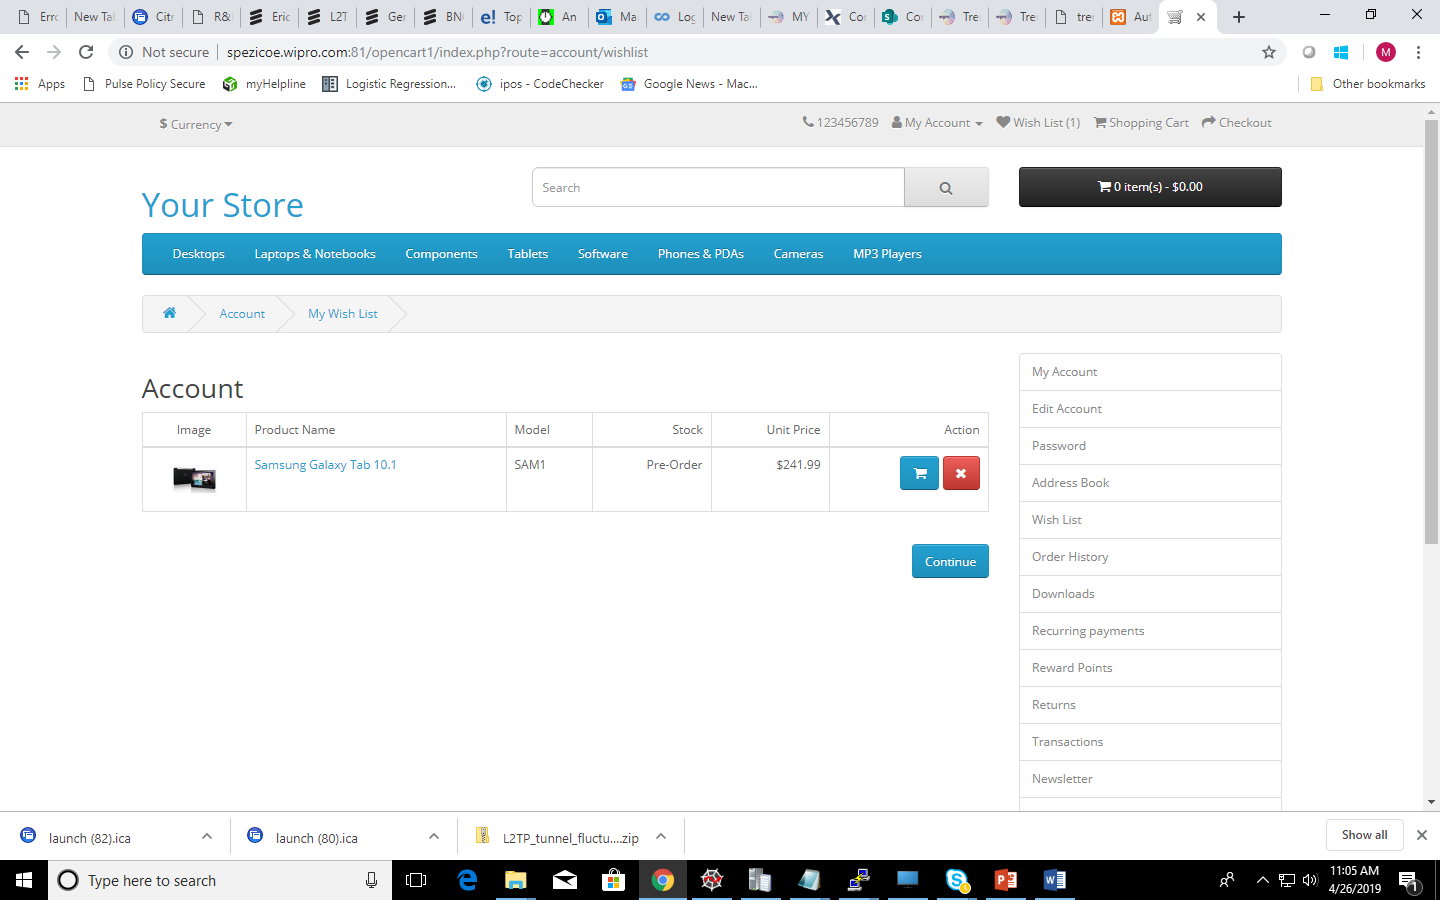 Erro
New Tal
Citr
R&
Eric
L2T
Ger
BN
Top
An
Ma
Log
New Tal
MY
Co
Co
Tre
Tre
tre
Aut
Not secure
spezicoe.wipro.com:81/opencart1/index.php?route=account/wishlist
M
Apps
Pulse Policy Secure
myHelpline
Logistic Regression...
ipos - CodeChecker
Google News - Mac...
Other bookmarks
$ Currency
123456789
My Account
Wish List (1)
Shopping Cart
Checkout
Your Store
Search
0 item(s) - $0.00
Desktops
Laptops & Notebooks
Components
Tablets
Software
Phones & PDAs
Cameras
MP3 Players
Account
My Wish List
Account
Image Product Name Model Stock Unit Price Action
Samsung Galaxy Tab 10.1 SAM1 Pre-Order $241.99
Continue
My Account
Edit Account
Password
Address Book
Wish List
Order History
Downloads
Recurring payments
Reward Points
Returns
Transactions
Newsletter
launch (82).ica
launch (80).ica
L2TP_tunnel_fluctu....zip
Show all
Type here to search
11:05 AM
4/26/2019
1